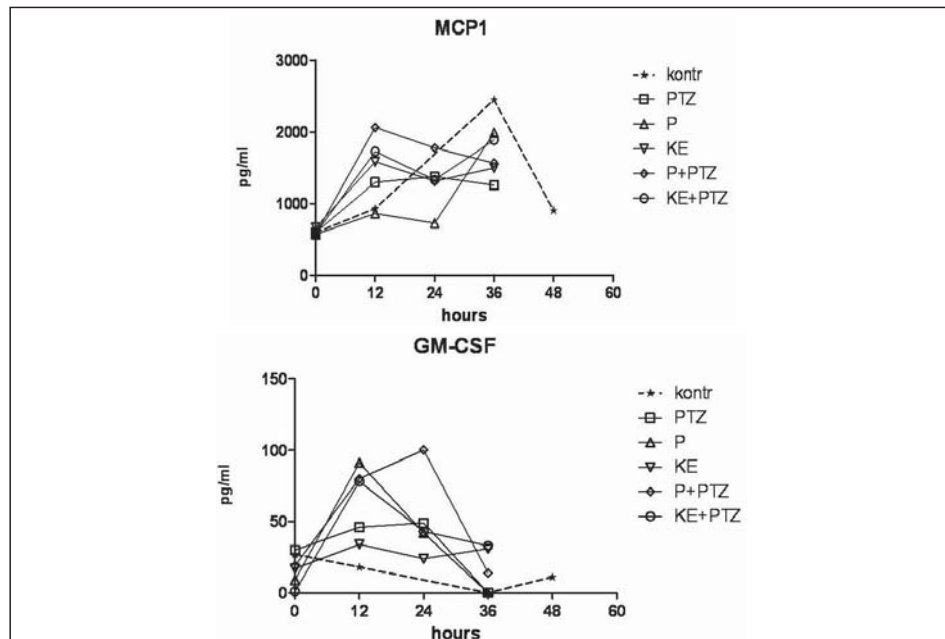 MCP1
3000
2000
1000
0
pg/ml
0 12 24 36 48 60
hours
kontr
PTZ
P
KE
P+PTZ
KE+PTZ
GM-CSF
150
100
50
0
pg/ml
0 12 24 36 48 60
hours
kontr
PTZ
P
KE
P+PTZ
KE+PTZ